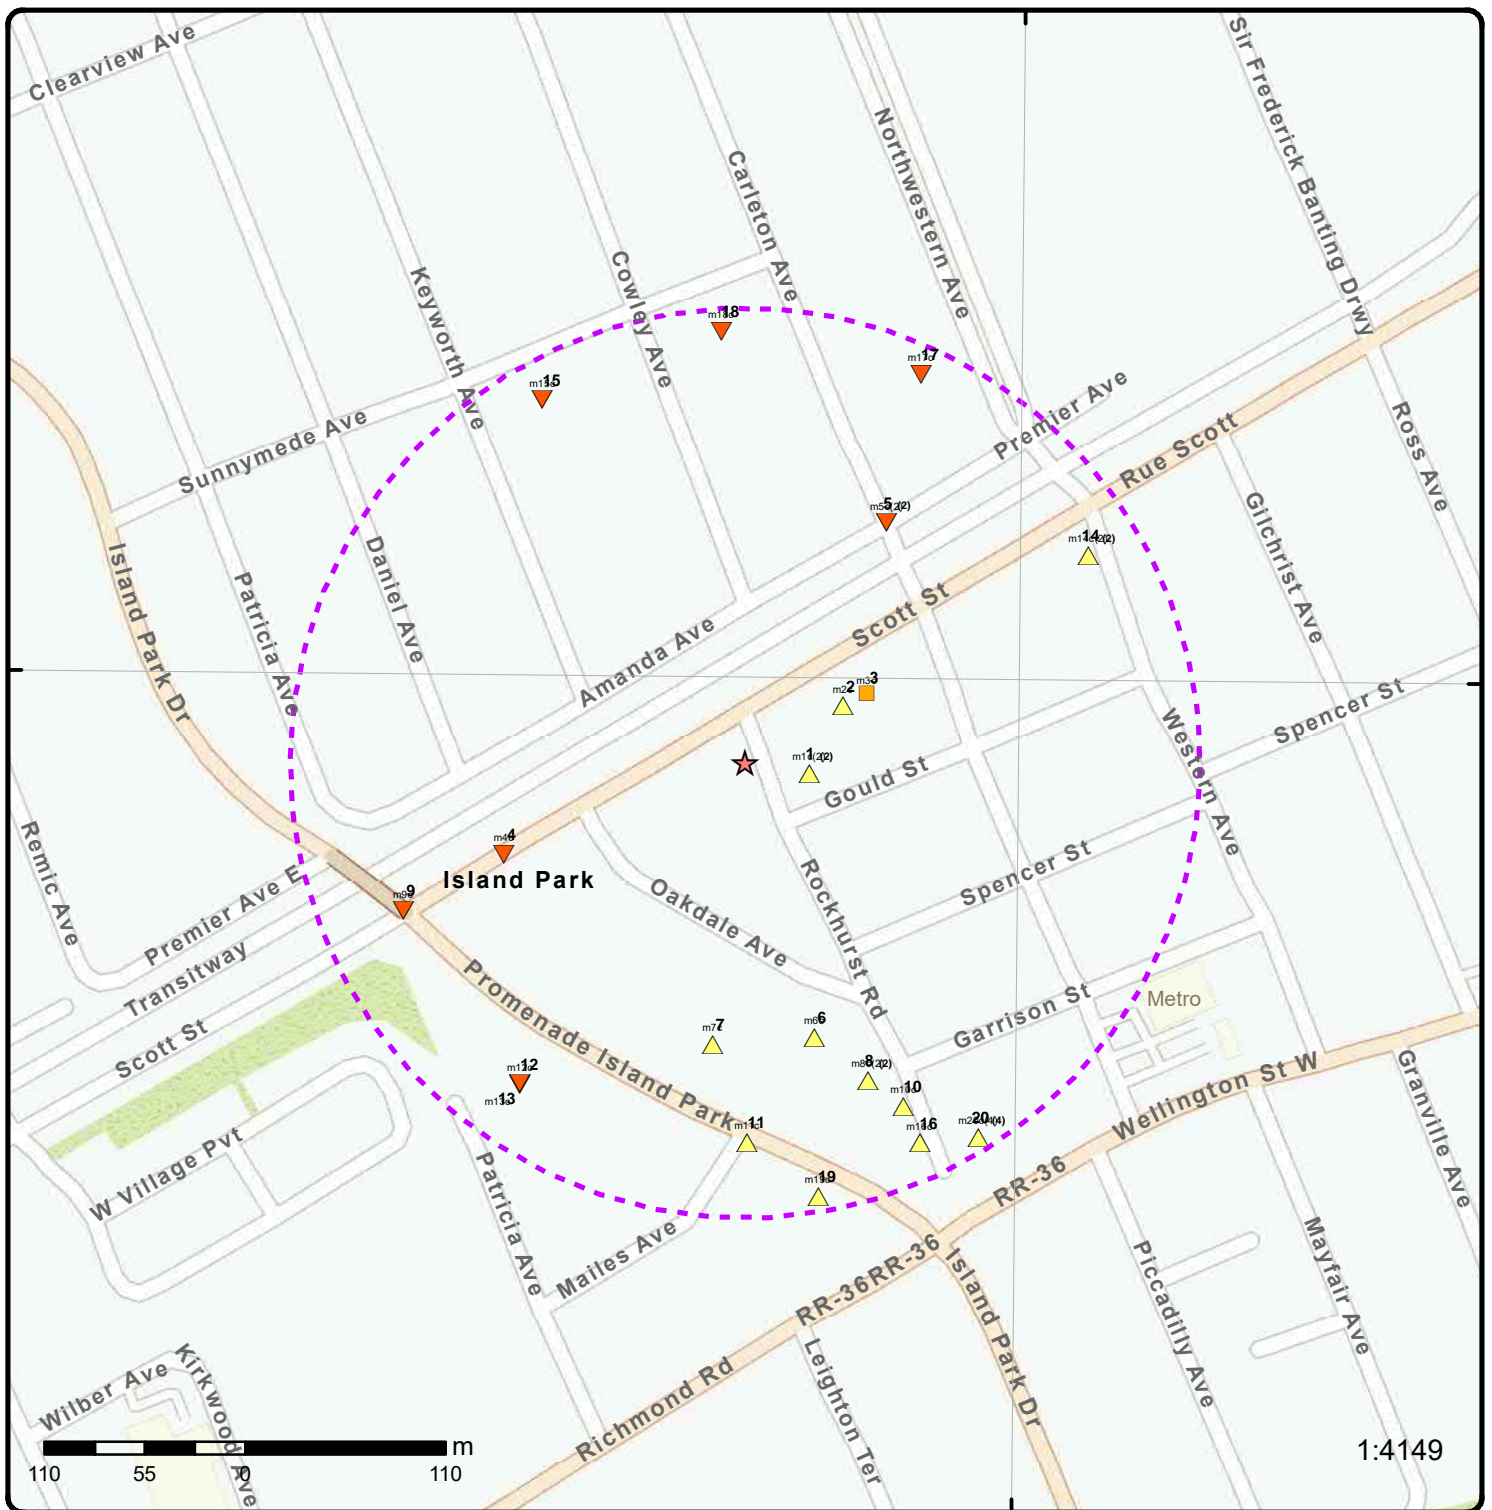 Clearview Ave
Sir Frederick Banting Drwy
Northwestern Ave
Carleton Ave
Cowley Ave
Keyworth Ave
18
17
15
Premier Ave
Ross Ave
Rue Scott
Sunnymede Ave
Gilchrist Ave
5 (2)
14 (2)
Daniel Ave
Island Park Dr
Patricia Ave
Scott St
Amanda Ave
2
3
Spencer St
Western Ave
1 (2)
Gould St
4
Island Park
9
Remic Ave
Premier Ave E
Transitway
Scott St
Oakdale Ave
Rockhurst Rd
Spencer St
Garrison St
Metro
Promenade Island Park
7
6
8 (2)
10
12
13
11
16
20 (4)
Wellington St W
Granville Ave
W Village Pvt
Patricia Ave
19
RR-36
Mailes Ave
RR-36
RR-36
Island Park Dr
Piccadilly Ave
Mayfair Ave
Richmond Rd
Leighton Ter
Wilber Ave
Kirkwood Ave
m
110 55 0 110
1:4149